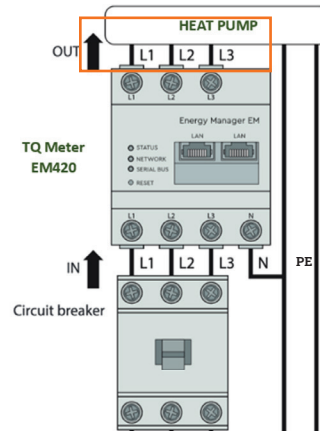 HEAT PUMP
OUT
L1 L2 L3
L1 L2 L3
Energy Manager EM
LAN LAN
TQ Meter
EM420
STATUS
NETWORK
SERIAL BUS
RESET
L1 L2 L3 N
IN
L1 L2 L3 N PE
Circuit breaker